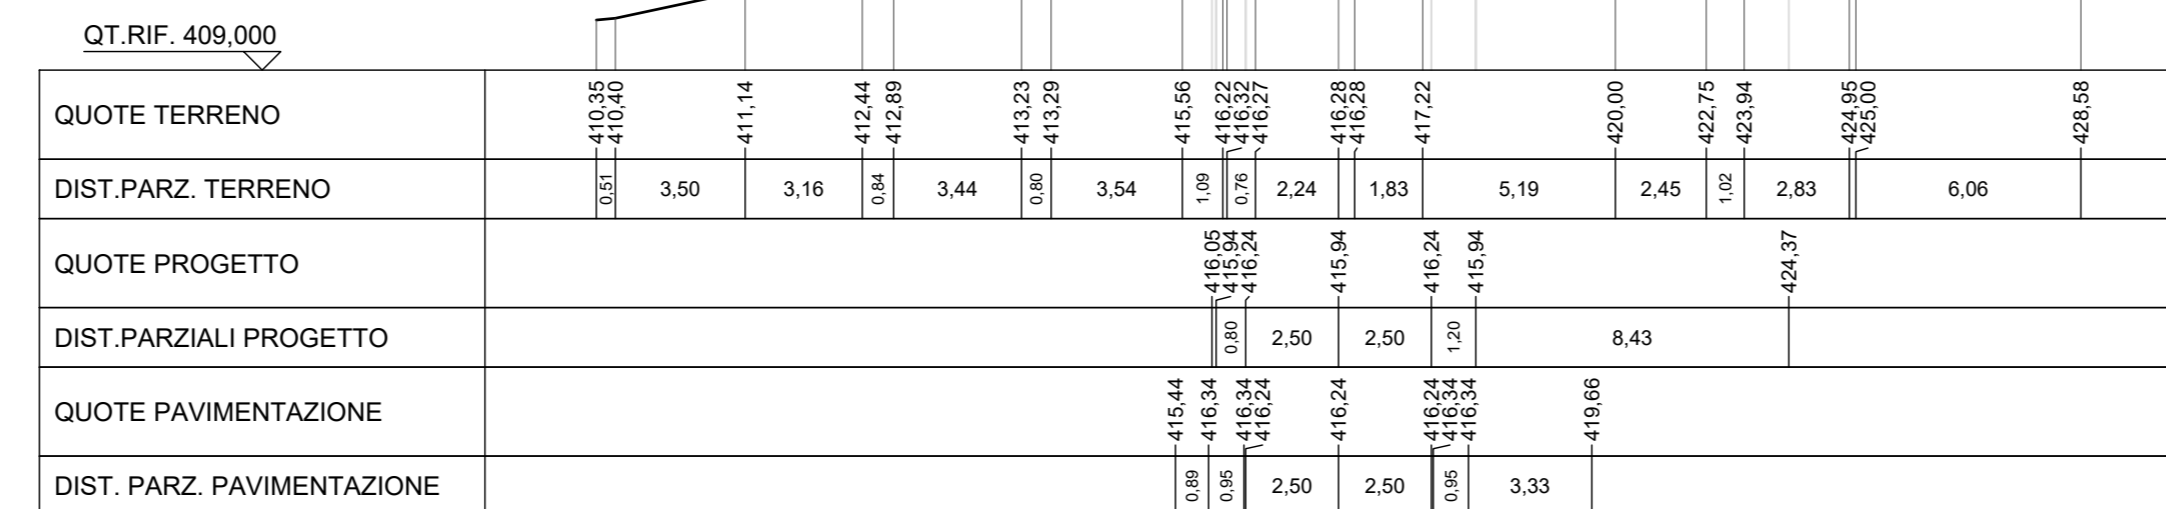 QT.RIF. 409,000
QUOTE TERRENO 410,35 410,40 411,14 412,44 412,89 413,23 413,29 415,56 416,22 416,32 416,27 416,28 416,28 417,22 420,00 422,75 423,94 424,95 425,00 428,58
DIST.PARZ. TERRENO 0,51 3,50 3,16 0,84 3,44 0,80 3,54 1,09 0,76 2,24 1,83 5,19 2,45 1,02 2,83 6,06
QUOTE PROGETTO 416,05 415,94 416,24 415,94 416,24 415,94 424,37
DIST.PARZIALI PROGETTO 0,80 2,50 2,50 1,20 8,43
QUOTE PAVIMENTAZIONE 415,44 416,34 416,34 416,24 416,24 416,24 416,34 416,34 419,66
DIST. PARZ. PAVIMENTAZIONE 0,89 0,95 2,50 2,50 0,95 3,33